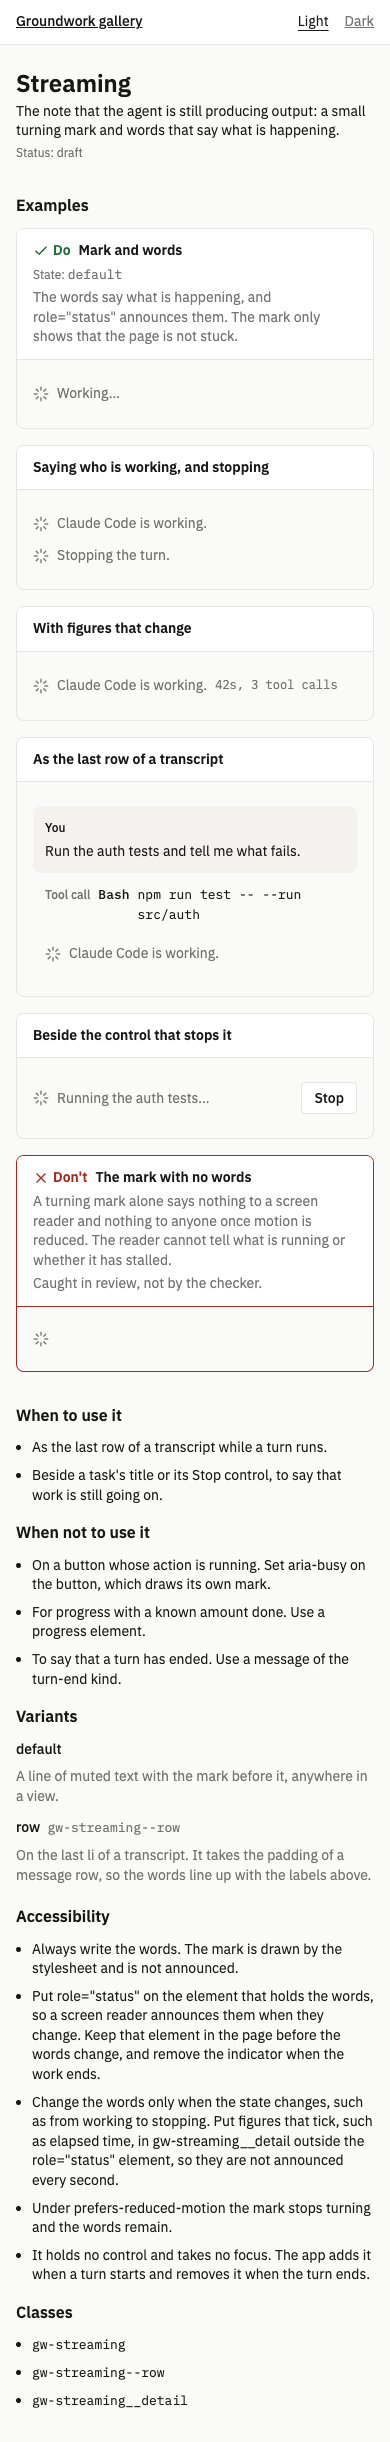 Groundwork gallery Light Dark
Streaming
The note that the agent is still producing output: a small
turning mark and words that say what is happening.
Status: draft
Examples
Do Mark and words
State: default
The words say what is happening, and
role="status" announces them. The mark only
shows that the page is not stuck.
Working...
Saying who is working, and stopping
Claude Code is working.
Stopping the turn.
With figures that change
Claude Code is working. 42s, 3 tool calls
As the last row of a transcript
You
Run the auth tests and tell me what fails.
Tool call Bash npm run test -- --run
src/auth
Claude Code is working.
Beside the control that stops it
Running the auth tests... Stop
Don't The mark with no words
A turning mark alone says nothing to a screen
reader and nothing to anyone once motion is
reduced. The reader cannot tell what is running or
whether it has stalled.
Caught in review, not by the checker.
When to use it
• As the last row of a transcript while a turn runs.
• Beside a task's title or its Stop control, to say that
work is still going on.
When not to use it
• On a button whose action is running. Set aria-busy on
the button, which draws its own mark.
• For progress with a known amount done. Use a
progress element.
• To say that a turn has ended. Use a message of the
turn-end kind.
Variants
default
A line of muted text with the mark before it, anywhere in
a view.
row gw-streaming--row
On the last li of a transcript. It takes the padding of a
message row, so the words line up with the labels above.
Accessibility
• Always write the words. The mark is drawn by the
stylesheet and is not announced.
• Put role="status" on the element that holds the words,
so a screen reader announces them when they
change. Keep that element in the page before the
words change, and remove the indicator when the
work ends.
• Change the words only when the state changes, such
as from working to stopping. Put figures that tick, such
as elapsed time, in gw-streaming__detail outside the
role="status" element, so they are not announced
every second.
• Under prefers-reduced-motion the mark stops turning
and the words remain.
• It holds no control and takes no focus. The app adds it
when a turn starts and removes it when the turn ends.
Classes
• gw-streaming
• gw-streaming--row
• gw-streaming__detail